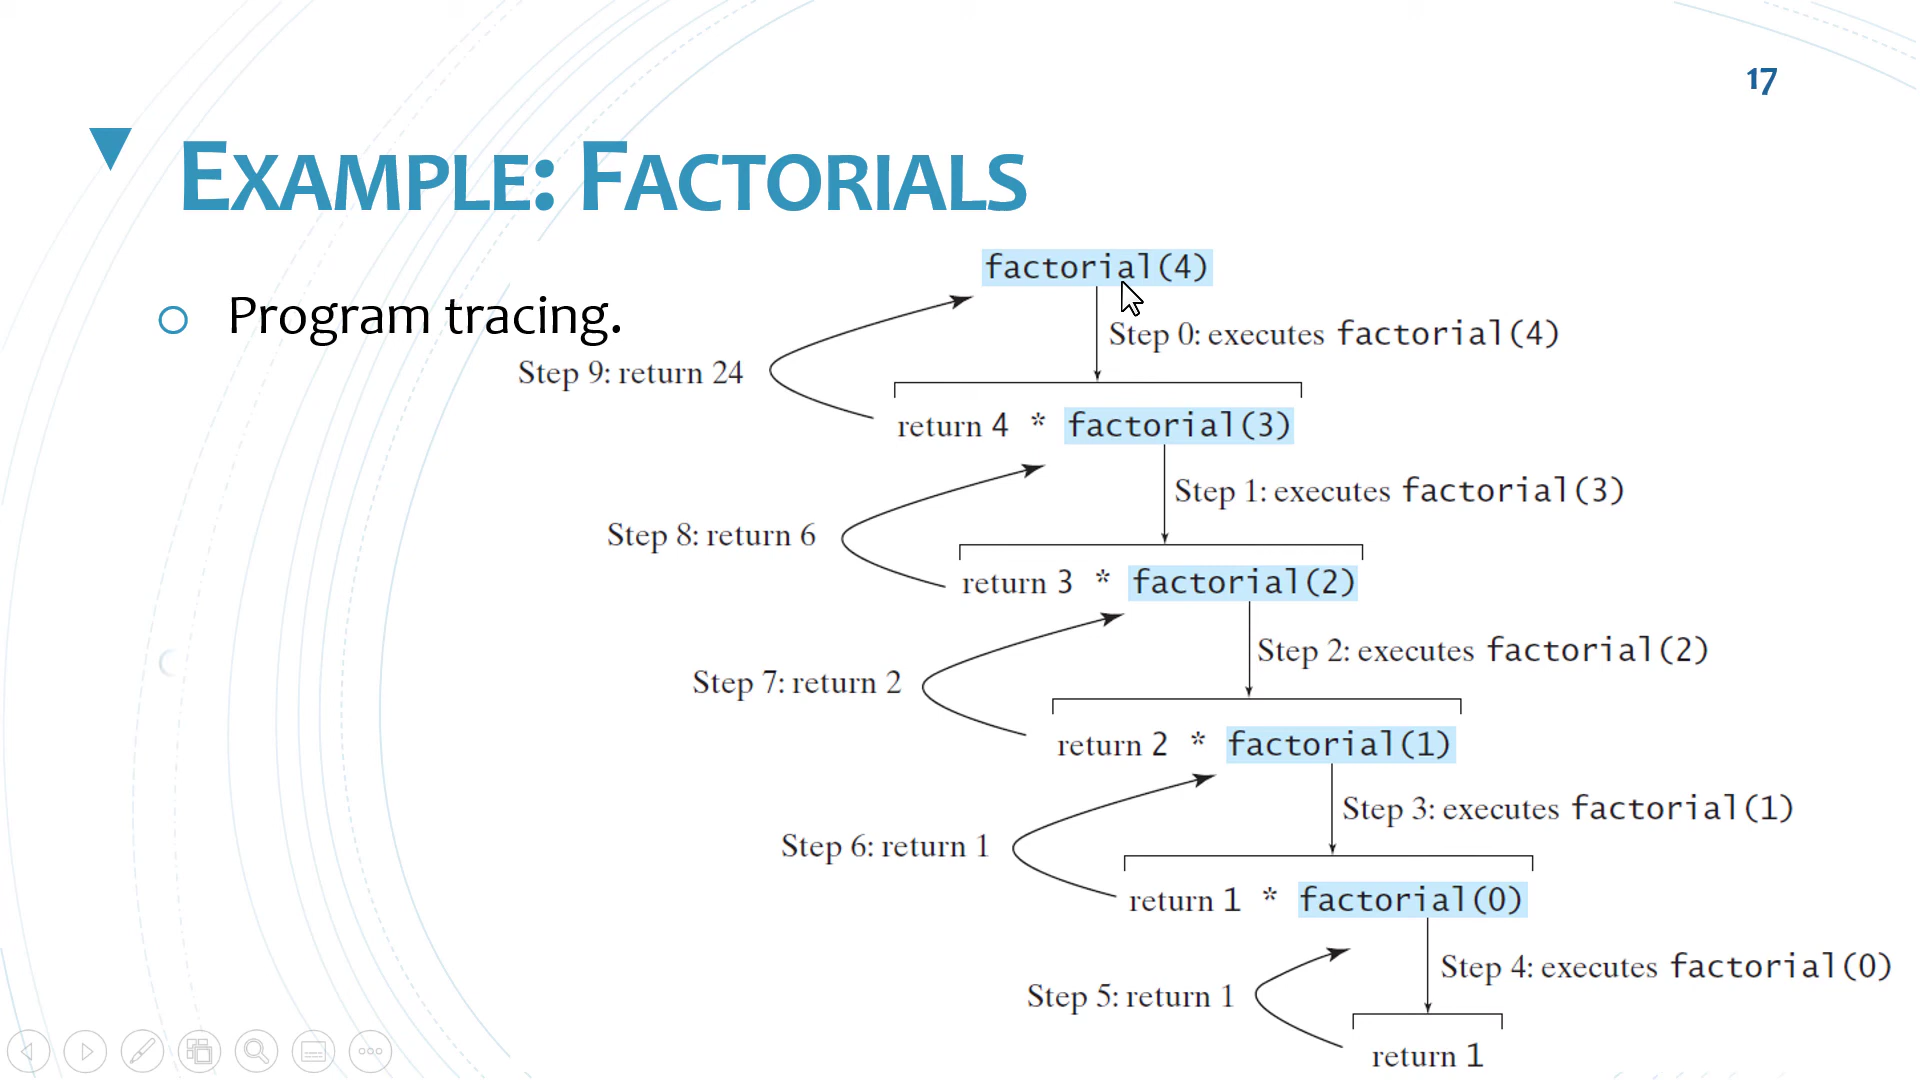 17
EXAMPLE: FACTORIALS
Program tracing.
factorial(4)
Step 0: executes factorial(4)
Step 9: return 24
return 4 * factorial(3)
Step 1: executes factorial(3)
Step 8: return 6
return 3 * factorial(2)
Step 2: executes factorial(2)
Step 7: return 2
return 2 * factorial(1)
Step 3: executes factorial(1)
Step 6: return 1
return 1 * factorial(0)
Step 4: executes factorial(0)
Step 5: return 1
return 1